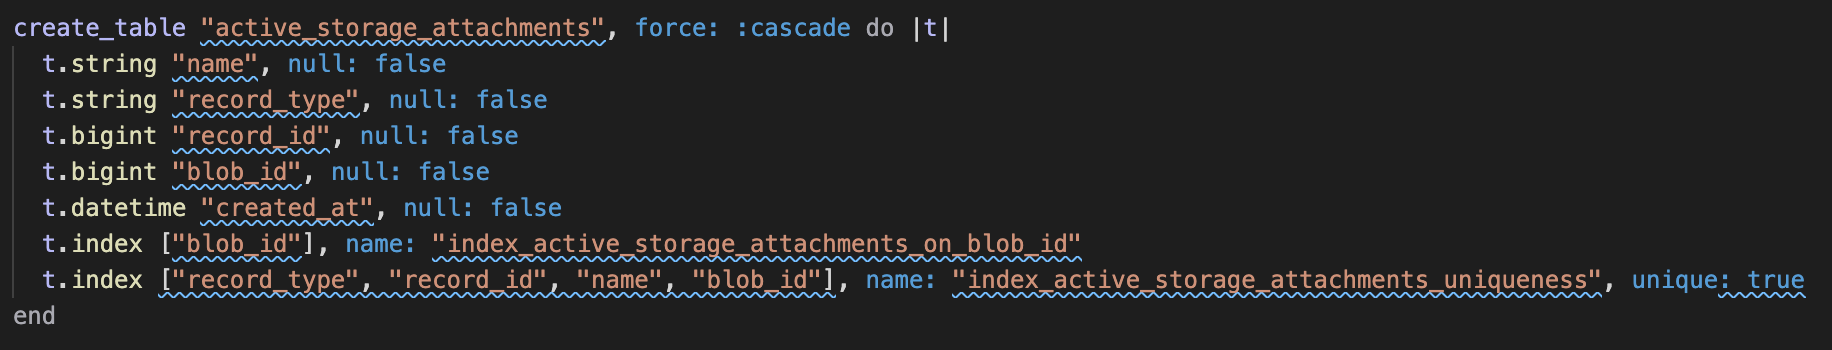 create_table "active_storage_attachments", force: :cascade do |t|
t.string "name", null: false
t.string "record_type", null: false
t.bigint "record_id", null: false
t.bigint "blob_id", null: false
t.datetime "created_at", null: false
t.index ["blob_id"], name: "index_active_storage_attachments_on_blob_id"
t.index ["record_type", "record_id", "name", "blob_id"], name: "index_active_storage_attachments_uniqueness", unique: true
end